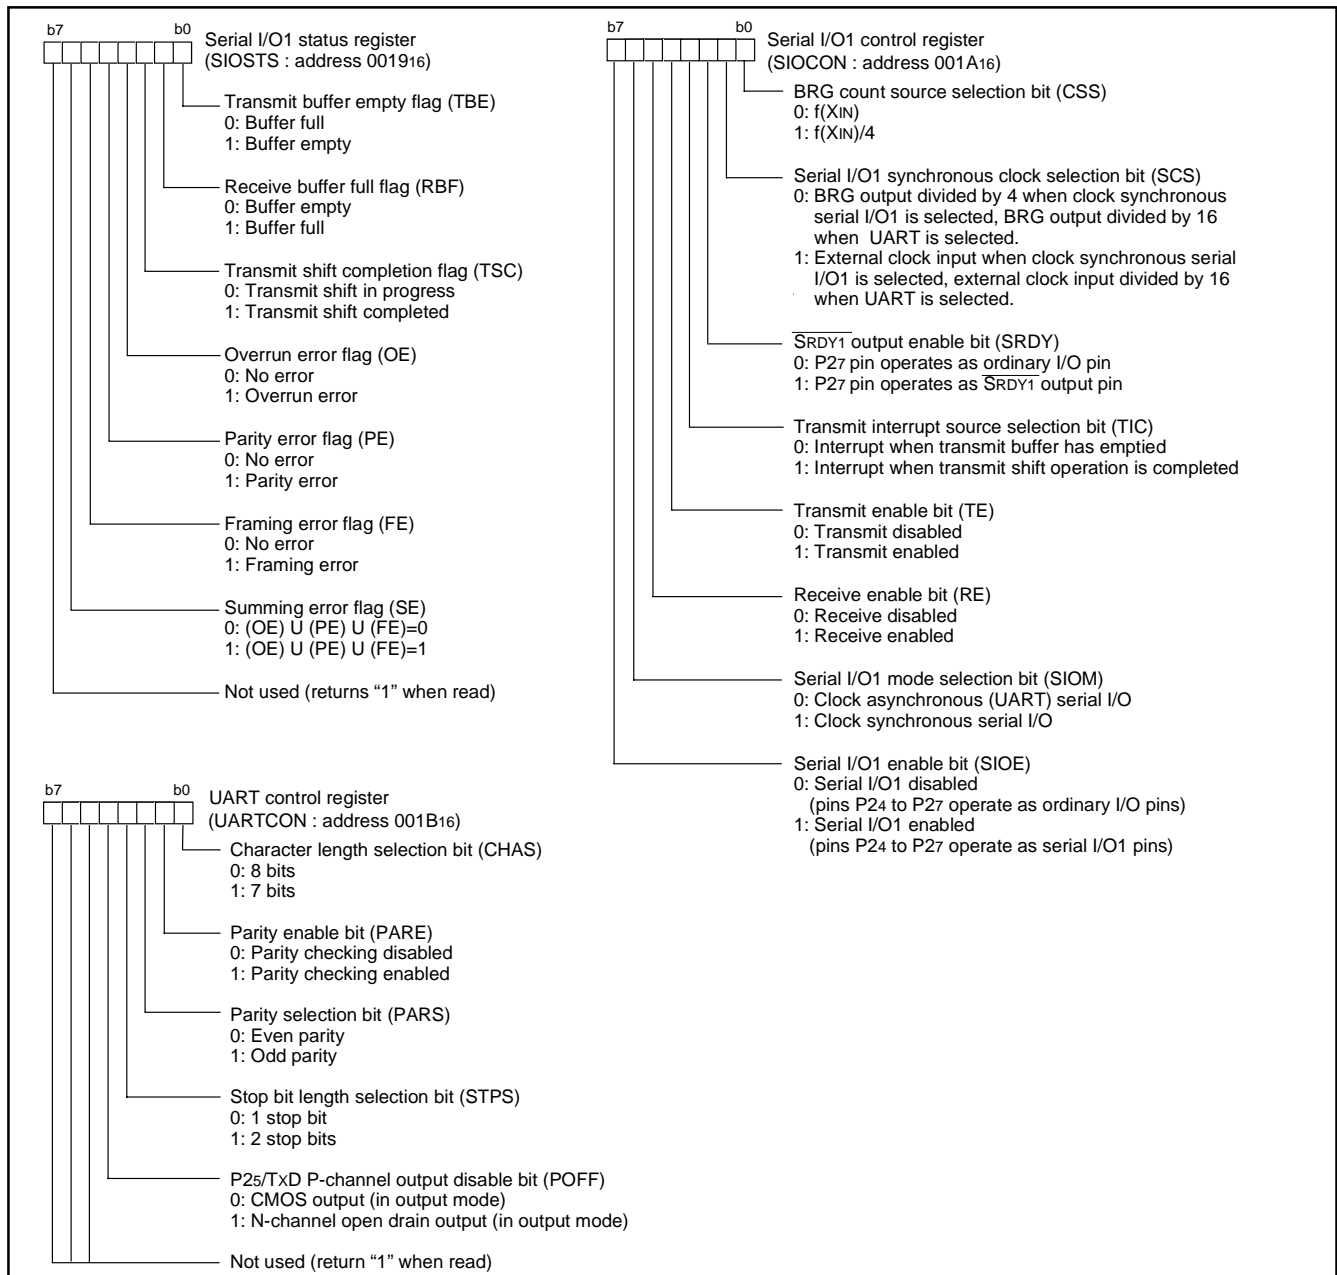 b7 b0
Serial I/O1 status register
(SIOSTS : address 001916)
Transmit buffer empty flag (TBE)
0: Buffer full
1: Buffer empty
Receive buffer full flag (RBF)
0: Buffer empty
1: Buffer full
Transmit shift completion flag (TSC)
0: Transmit shift in progress
1: Transmit shift completed
Overrun error flag (OE)
0: No error
1: Overrun error
Parity error flag (PE)
0: No error
1: Parity error
Framing error flag (FE)
0: No error
1: Framing error
Summing error flag (SE)
0: (OE) U (PE) U (FE)=0
1: (OE) U (PE) U (FE)=1
Not used (returns “1” when read)
b7 b0
UART control register
(UARTCON : address 001B16)
Character length selection bit (CHAS)
0: 8 bits
1: 7 bits
Parity enable bit (PARE)
0: Parity checking disabled
1: Parity checking enabled
Parity selection bit (PARS)
0: Even parity
1: Odd parity
Stop bit length selection bit (STPS)
0: 1 stop bit
1: 2 stop bits
P25/TxD P-channel output disable bit (POFF)
0: CMOS output (in output mode)
1: N-channel open drain output (in output mode)
Not used (return “1” when read)
b7 b0
Serial I/O1 control register
(SIOCON : address 001A16)
BRG count source selection bit (CSS)
0: f(XIN)
1: f(XIN)/4
Serial I/O1 synchronous clock selection bit (SCS)
0: BRG output divided by 4 when clock synchronous
serial I/O1 is selected, BRG output divided by 16
when UART is selected.
1: External clock input when clock synchronous serial
I/O1 is selected, external clock input divided by 16
when UART is selected.
SRDY1 output enable bit (SRDY)
0: P27 pin operates as ordinary I/O pin
1: P27 pin operates as SRDY1 output pin
Transmit interrupt source selection bit (TIC)
0: Interrupt when transmit buffer has emptied
1: Interrupt when transmit shift operation is completed
Transmit enable bit (TE)
0: Transmit disabled
1: Transmit enabled
Receive enable bit (RE)
0: Receive disabled
1: Receive enabled
Serial I/O1 mode selection bit (SIOM)
0: Clock asynchronous (UART) serial I/O
1: Clock synchronous serial I/O
Serial I/O1 enable bit (SIOE)
0: Serial I/O1 disabled
(pins P24 to P27 operate as ordinary I/O pins)
1: Serial I/O1 enabled
(pins P24 to P27 operate as serial I/O1 pins)